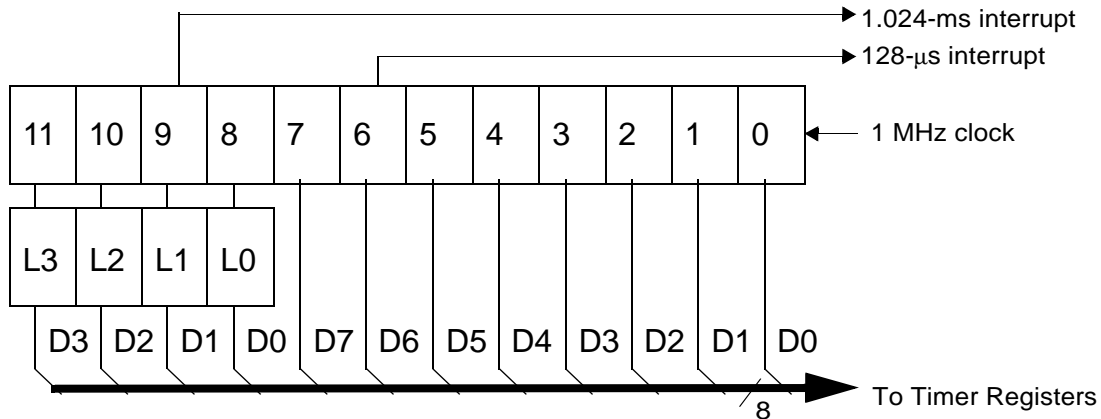 1.024-ms interrupt
128-μs interrupt
11 10 9 8 7 6 5 4 3 2 1 0
1 MHz clock
L3 L2 L1 L0
D3 D2 D1 D0 D7 D6 D5 D4 D3 D2 D1 D0
8
To Timer Registers